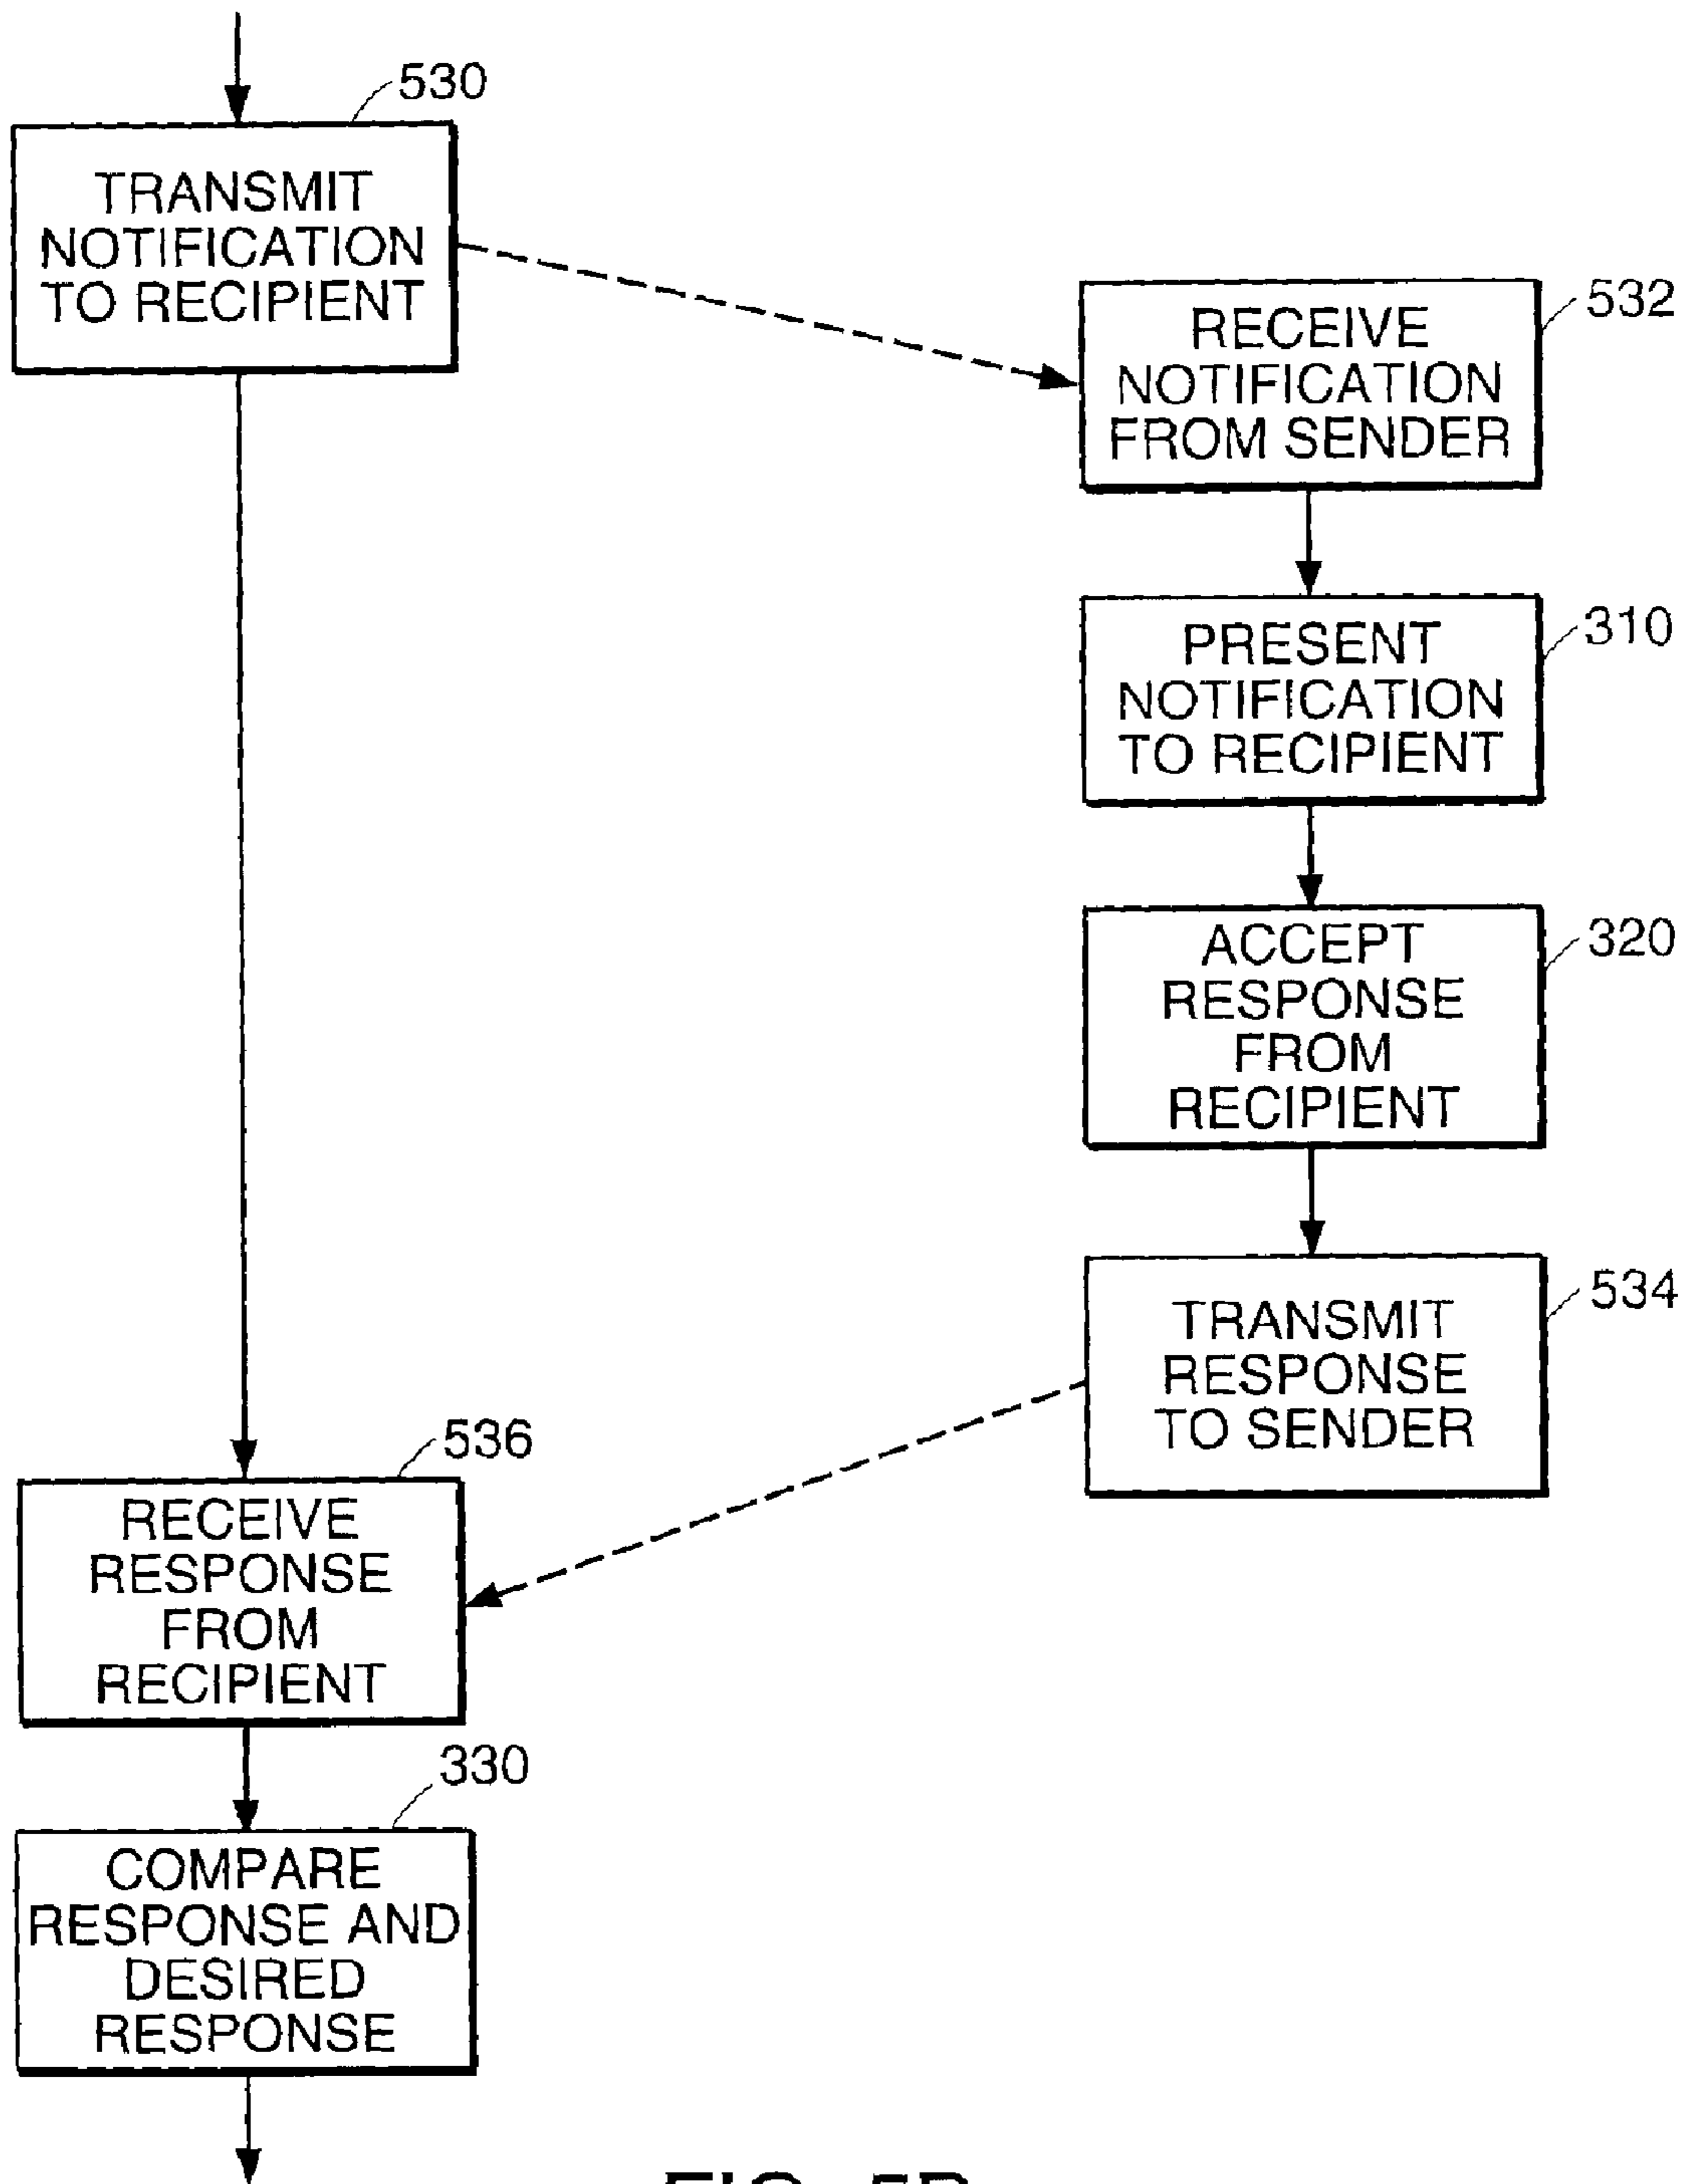 530
TRANSMIT
NOTIFICATION
TO RECIPIENT
532
RECEIVE
NOTIFICATION
FROM SENDER
310
PRESENT
NOTIFICATION
TO RECIPIENT
320
ACCEPT
RESPONSE
FROM
RECIPIENT
534
TRANSMIT
RESPONSE
TO SENDER
536
RECEIVE
RESPONSE
FROM
RECIPIENT
330
COMPARE
RESPONSE AND
DESIRED
RESPONSE